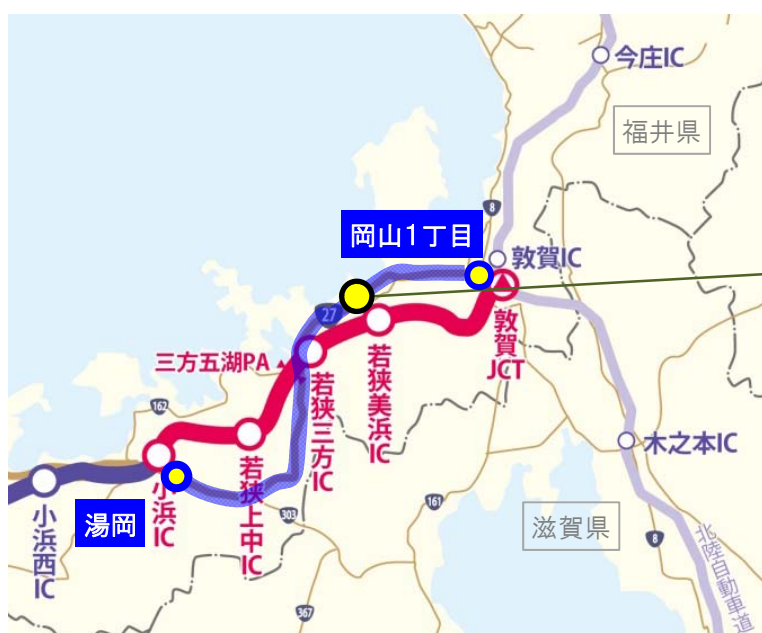 今庄IC
福井県
8
岡山1丁目
敦賀IC
27
敦賀
JCT
三方五湖PA
若狭美浜IC
若狭三方IC
162
木之本IC
若狭上中IC
小浜IC
小浜西IC
湯岡
161
303
滋賀県
8
北陸自動車道
367